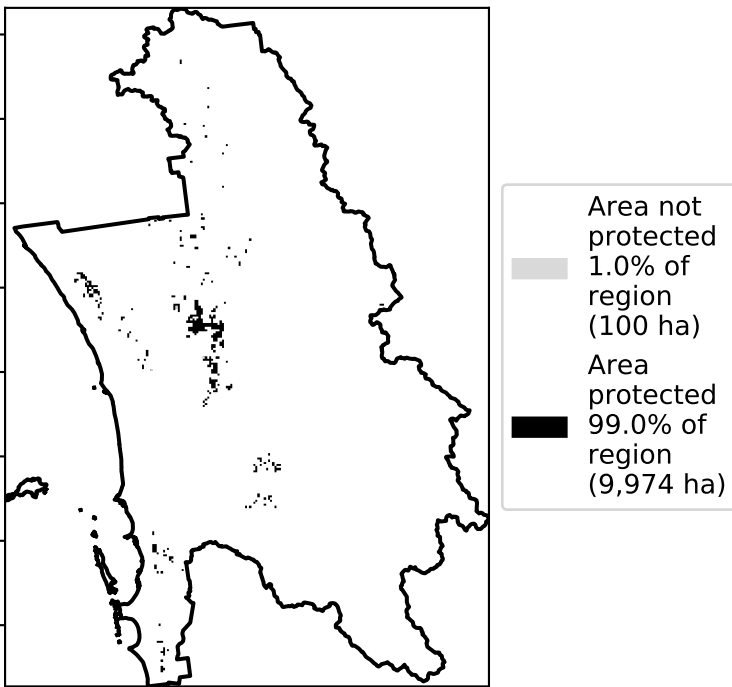 Area not
protected
1.0% of
region
(100 ha)
Area
protected
99.0% of
region
(9,974 ha)